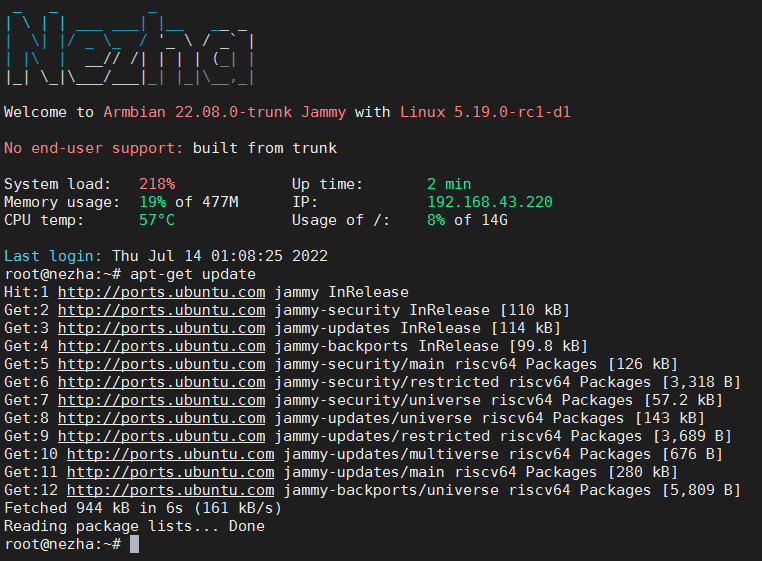 Nezha
Welcome to Armbian 22.08.0-trunk Jammy with Linux 5.19.0-rc1-d1
No end-user support: built from trunk
System load: 218% Up time: 2 min
Memory usage: 19% of 477M IP: 192.168.43.220
CPU temp: 57°C Usage of /: 8% of 14G
Last login: Thu Jul 14 01:08:25 2022
root@nezha:~# apt-get update
Hit:1 http://ports.ubuntu.com jammy InRelease
Get:2 http://ports.ubuntu.com jammy-security InRelease [110 kB]
Get:3 http://ports.ubuntu.com jammy-updates InRelease [114 kB]
Get:4 http://ports.ubuntu.com jammy-backports InRelease [99.8 kB]
Get:5 http://ports.ubuntu.com jammy-security/main riscv64 Packages [126 kB]
Get:6 http://ports.ubuntu.com jammy-security/restricted riscv64 Packages [3,318 B]
Get:7 http://ports.ubuntu.com jammy-security/universe riscv64 Packages [57.2 kB]
Get:8 http://ports.ubuntu.com jammy-updates/universe riscv64 Packages [143 kB]
Get:9 http://ports.ubuntu.com jammy-updates/restricted riscv64 Packages [3,689 B]
Get:10 http://ports.ubuntu.com jammy-updates/multiverse riscv64 Packages [676 B]
Get:11 http://ports.ubuntu.com jammy-updates/main riscv64 Packages [280 kB]
Get:12 http://ports.ubuntu.com jammy-backports/universe riscv64 Packages [5,809 B]
Fetched 944 kB in 6s (161 kB/s)
Reading package lists... Done
root@nezha:~#